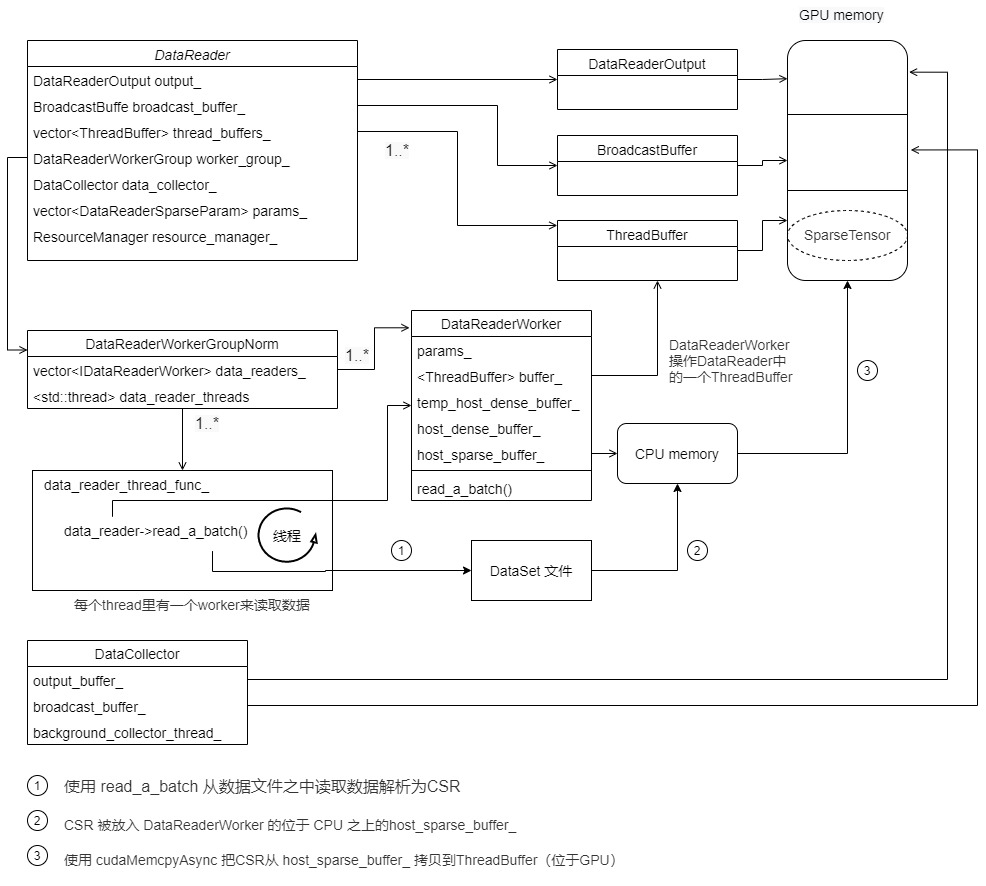 GPU memory
DataReader
DataReaderOutput output_
BroadcastBuffe broadcast_buffer_
vector<ThreadBuffer> thread_buffers_
DataReaderWorkerGroup worker_group_
DataCollector data_collector_
vector<DataReaderSparseParam> params_
ResourceManager resource_manager_
1..*
DataReaderOutput
BroadcastBuffer
ThreadBuffer
SparseTensor
DataReaderWorkerGroupNorm
vector<IDataReaderWorker> data_readers_
<std::thread> data_reader_threads
1..*
1..*
DataReaderWorker
params_
<ThreadBuffer> buffer_
temp_host_dense_buffer_
host_dense_buffer_
host_sparse_buffer_
read_a_batch()
DataReaderWorker
操作DataReader中
的一个ThreadBuffer
3
CPU memory
data_reader_thread_func_
data_reader->read_a_batch()
线程
1
DataSet 文件
2
每个thread里有一个worker来读取数据
DataCollector
output_buffer_
broadcast_buffer_
background_collector_thread_
1 使用 read_a_batch 从数据文件之中读取数据解析为CSR
2 CSR 被放入 DataReaderWorker 的位于 CPU 之上的host_sparse_buffer_
3 使用 cudaMemcpyAsync 把CSR从 host_sparse_buffer_ 拷贝到ThreadBuffer（位于GPU）